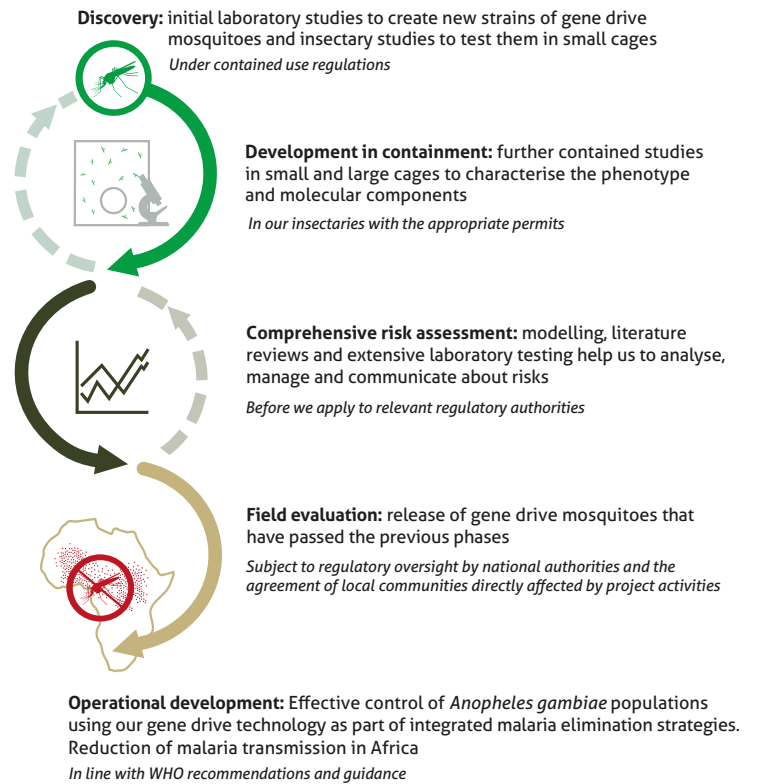 Discovery: initial laboratory studies to create new strains of gene drive
mosquitoes and insectary studies to test them in small cages
Under contained use regulations
Development in containment: further contained studies
in small and large cages to characterise the phenotype
and molecular components
In our insectaries with the appropriate permits
Comprehensive risk assessment: modelling, literature
reviews and extensive laboratory testing help us to analyse,
manage and communicate about risks
Before we apply to relevant regulatory authorities
Field evaluation: release of gene drive mosquitoes that
have passed the previous phases
Subject to regulatory oversight by national authorities and the
agreement of local communities directly affected by project activities
Operational development: Effective control of Anopheles gambiae populations
using our gene drive technology as part of integrated malaria elimination strategies.
Reduction of malaria transmission in Africa
In line with WHO recommendations and guidance